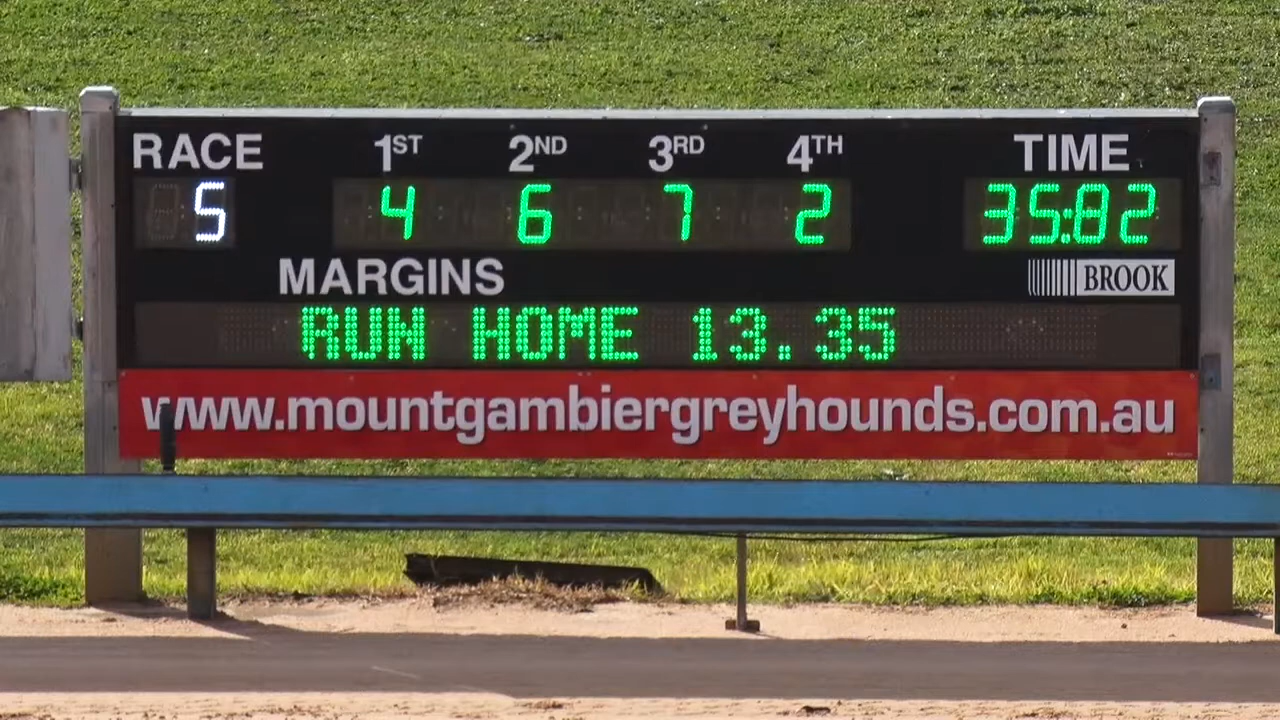 RACE 1ST 2ND 3RD 4TH TIME
5 4 6 7 2 35:82
MARGINS BROOK
RUN HOME 13.35
www.mountgambiergreyhounds.com.au